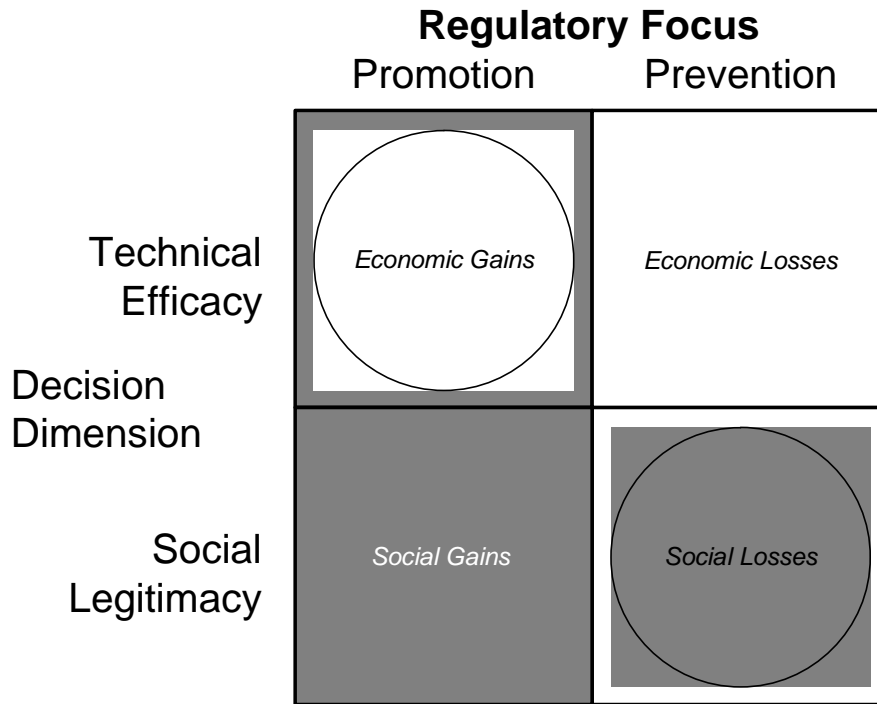 Regulatory Focus
Promotion Prevention
Technical
Efficacy
Economic Gains Economic Losses
Decision
Dimension
Social
Legitimacy
Social Gains Social Losses